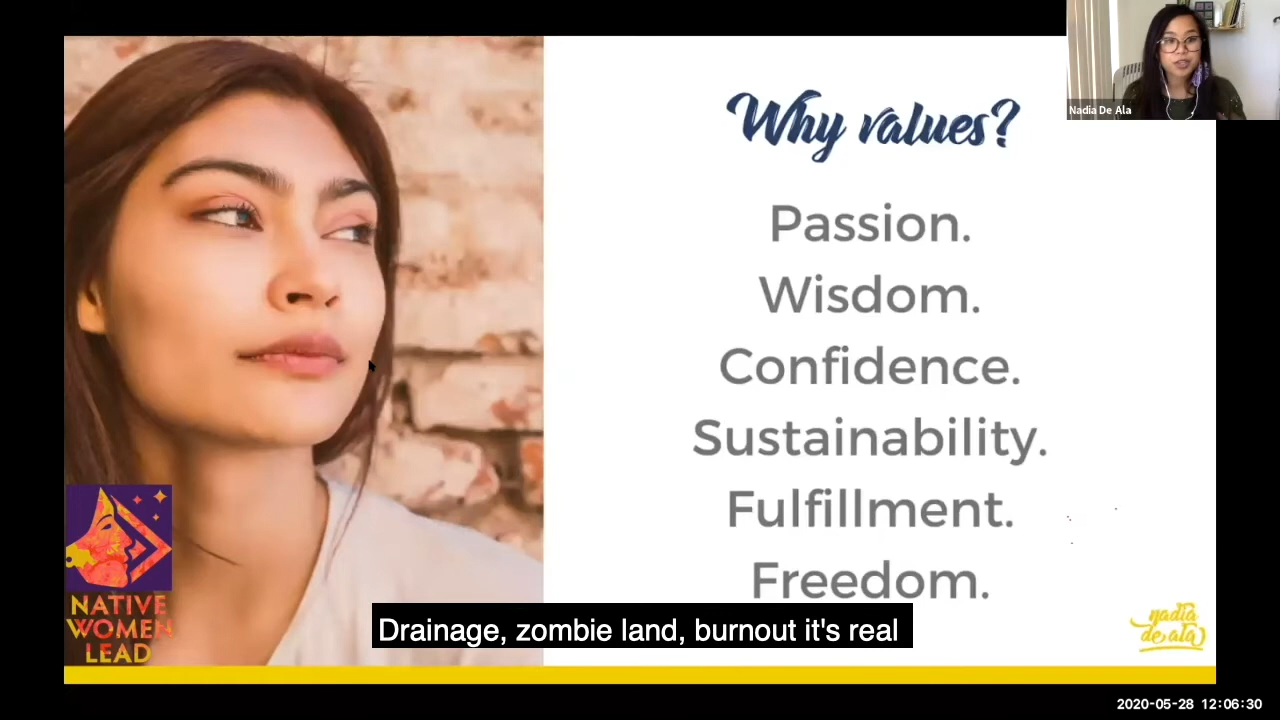 Why values?
Nadia De Ala
Passion.
Wisdom.
Confidence.
Sustainability.
Fulfillment.
Freedom.
NATIVE
WOMEN
LEAD
Drainage, zombie land, burnout it's real
nadia
de ala
2020-05-28 12:06:30